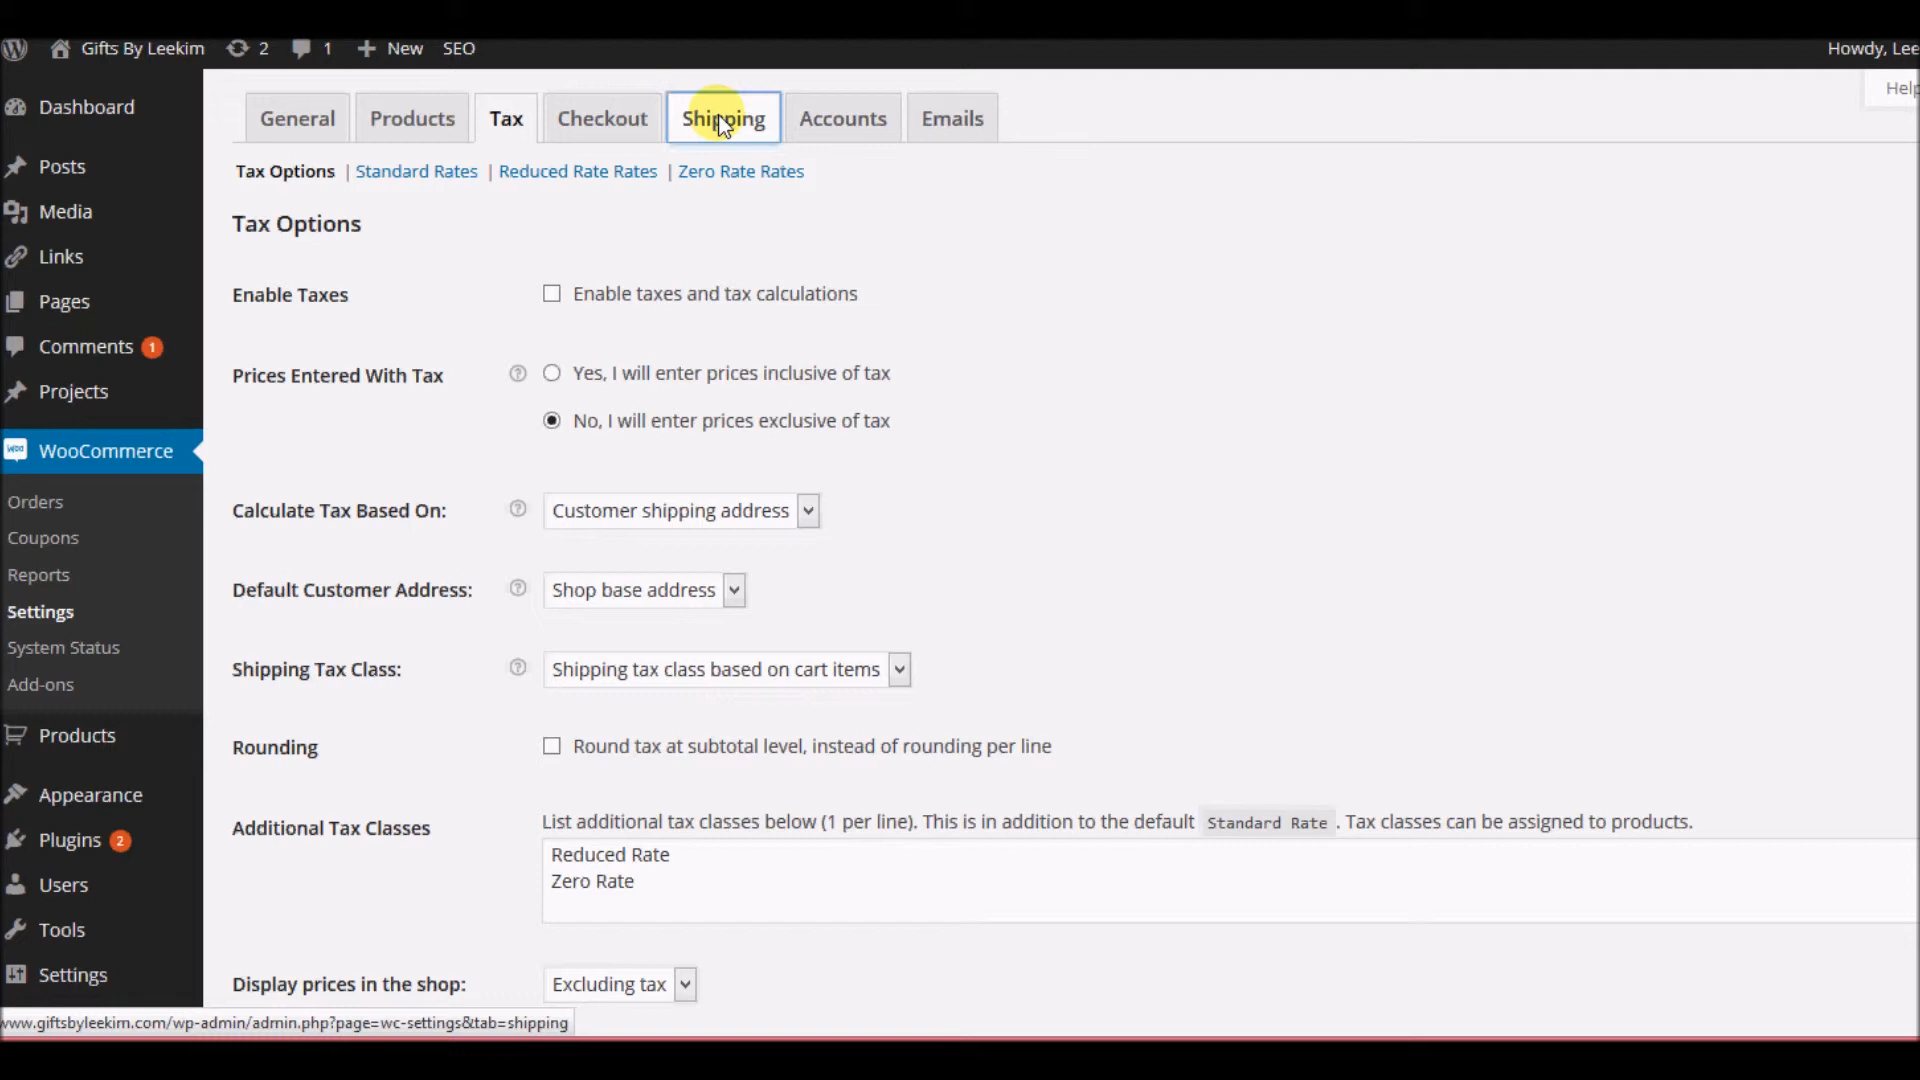 Gifts By Leekim 2 1 New SEO Howdy, Lee
Help
Dashboard
Posts
Media
Links
Pages
Comments 1
Projects
WooCommerce
Orders
Coupons
Reports
Settings
System Status
Add-ons
Products
Appearance
Plugins 2
Users
Tools
Settings
General Products Tax Checkout Shipping Accounts Emails
Tax Options | Standard Rates | Reduced Rate Rates | Zero Rate Rates
Tax Options
Enable Taxes Enable taxes and tax calculations
Prices Entered With Tax Yes, I will enter prices inclusive of tax
No, I will enter prices exclusive of tax
Calculate Tax Based On: Customer shipping address
Default Customer Address: Shop base address
Shipping Tax Class: Shipping tax class based on cart items
Rounding Round tax at subtotal level, instead of rounding per line
Additional Tax Classes List additional tax classes below (1 per line). This is in addition to the default Standard Rate . Tax classes can be assigned to products.
Reduced Rate
Zero Rate
Display prices in the shop: Excluding tax
www.giftsbyleekim.com/wp-admin/admin.php?page=wc-settings&tab=shipping